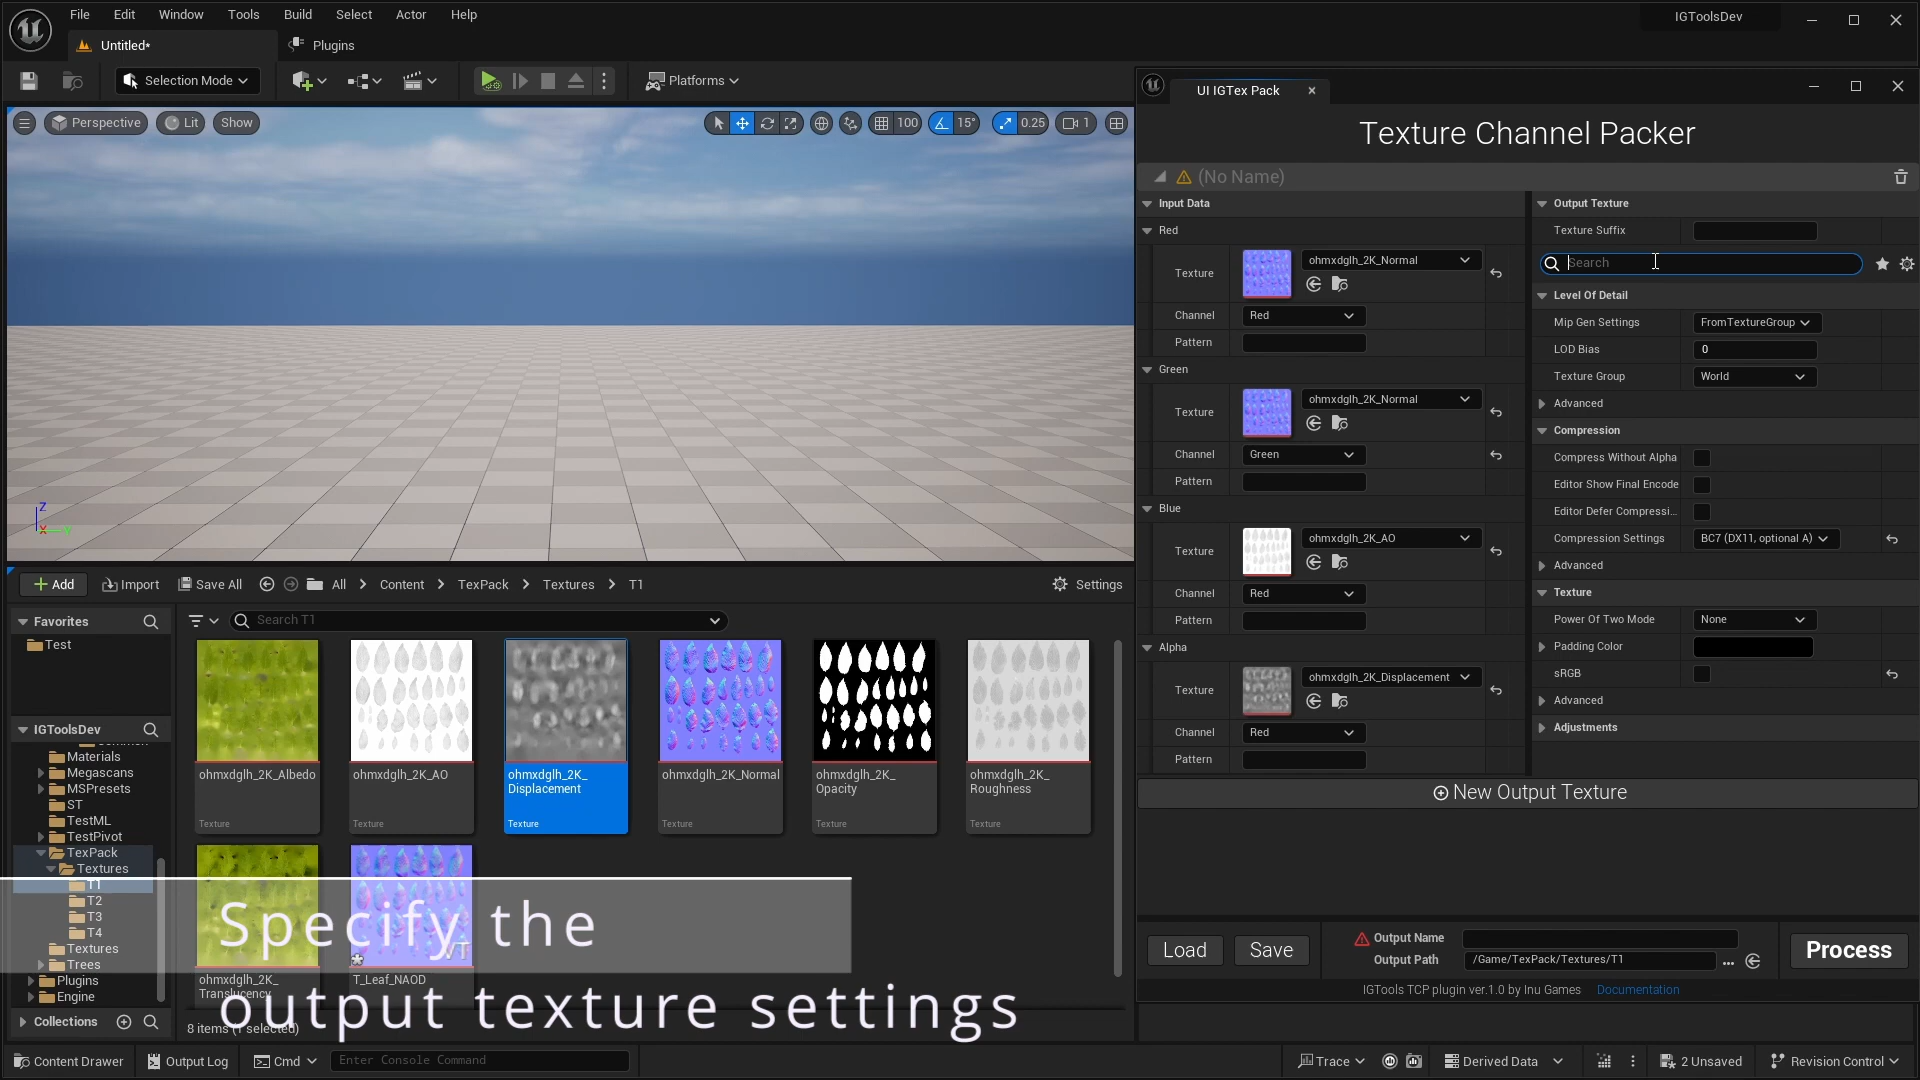 File Edit Window Tools Build Select Actor Help
IGToolsDev
Untitled*
Plugins
Selection Mode
Platforms
Perspective
Lit
Show
100
15°
0.25
1
Z
X
Y
Add
Import
Save All
All
Content
TexPack
Textures
T1
Settings
Favorites
Test
Search T1
IGToolsDev
Materials
Megascans
MSPresets
ST
TestML
TestPivot
TexPack
Textures
T1
T2
T3
T4
Textures
Trees
Plugins
Engine
Collections
ohmxdglh_2K_Albedo
Texture
ohmxdglh_2K_AO
Texture
ohmxdglh_2K_
Displacement
Texture
ohmxdglh_2K_Normal
Texture
ohmxdglh_2K_
Opacity
Texture
ohmxdglh_2K_
Roughness
Texture
ohmxdglh_2K_
Translucency
T_Leaf_NAOD
VT
8 items (1 selected)
Specify the
output texture settings
UI IGTex Pack
Texture Channel Packer
(No Name)
Input Data
Red
Texture
ohmxdglh_2K_Normal
Channel
Red
Pattern
Green
Texture
ohmxdglh_2K_Normal
Channel
Green
Pattern
Blue
Texture
ohmxdglh_2K_AO
Channel
Red
Pattern
Alpha
Texture
ohmxdglh_2K_Displacement
Channel
Red
Pattern
Output Texture
Texture Suffix
Search
Level Of Detail
Mip Gen Settings
FromTextureGroup
LOD Bias
0
Texture Group
World
Advanced
Compression
Compress Without Alpha
Editor Show Final Encode
Editor Defer Compressi...
Compression Settings
BC7 (DX11, optional A)
Advanced
Texture
Power Of Two Mode
None
Padding Color
sRGB
Advanced
Adjustments
New Output Texture
Load
Save
Output Name
Output Path
/Game/TexPack/Textures/T1
...
Process
IGTools TCP plugin ver.1.0 by Inu Games
Documentation
Content Drawer
Output Log
Cmd
Enter Console Command
Trace
Derived Data
2 Unsaved
Revision Control